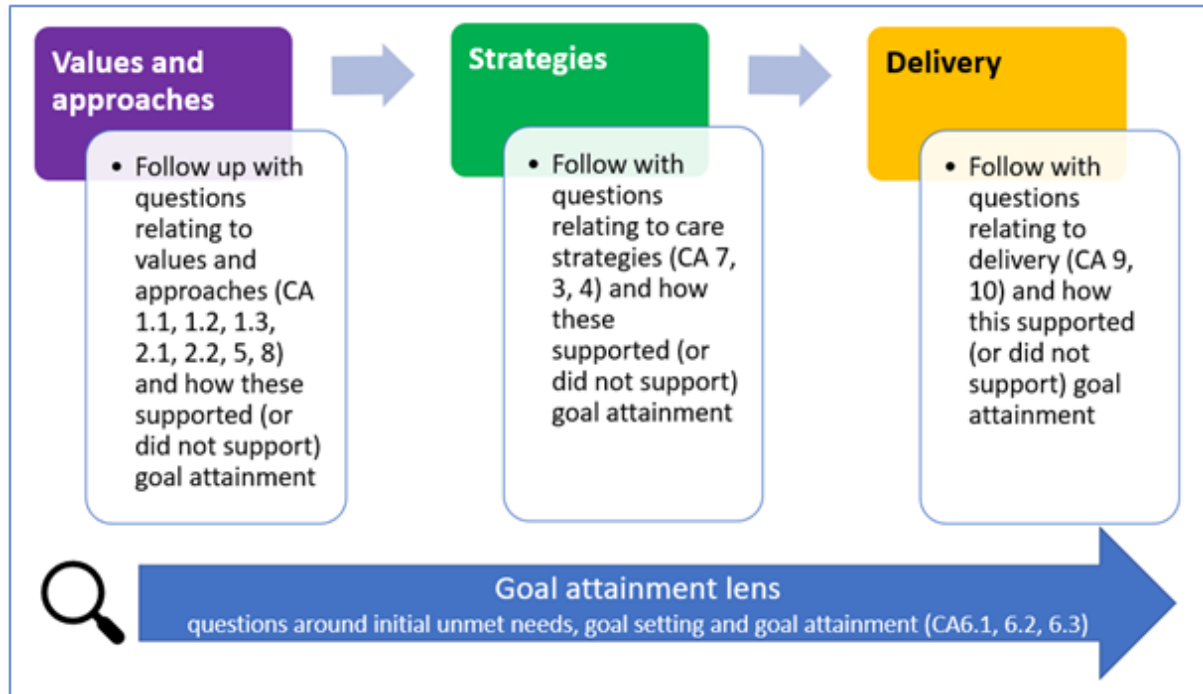 Values and
approaches
• Follow up with
questions
relating to
values and
approaches (CA
1.1, 1.2, 1.3,
2.1, 2.2, 5, 8)
and how these
supported (or
did not support)
goal attainment
Strategies
• Follow with
questions
relating to care
strategies (CA 7,
3, 4) and how
these
supported (or
did not support)
goal attainment
Delivery
• Follow with
questions
relating to
delivery (CA 9,
10) and how
this supported
(or did not
support) goal
attainment
Goal attainment lens
questions around initial unmet needs, goal setting and goal attainment (CA6.1, 6.2, 6.3)